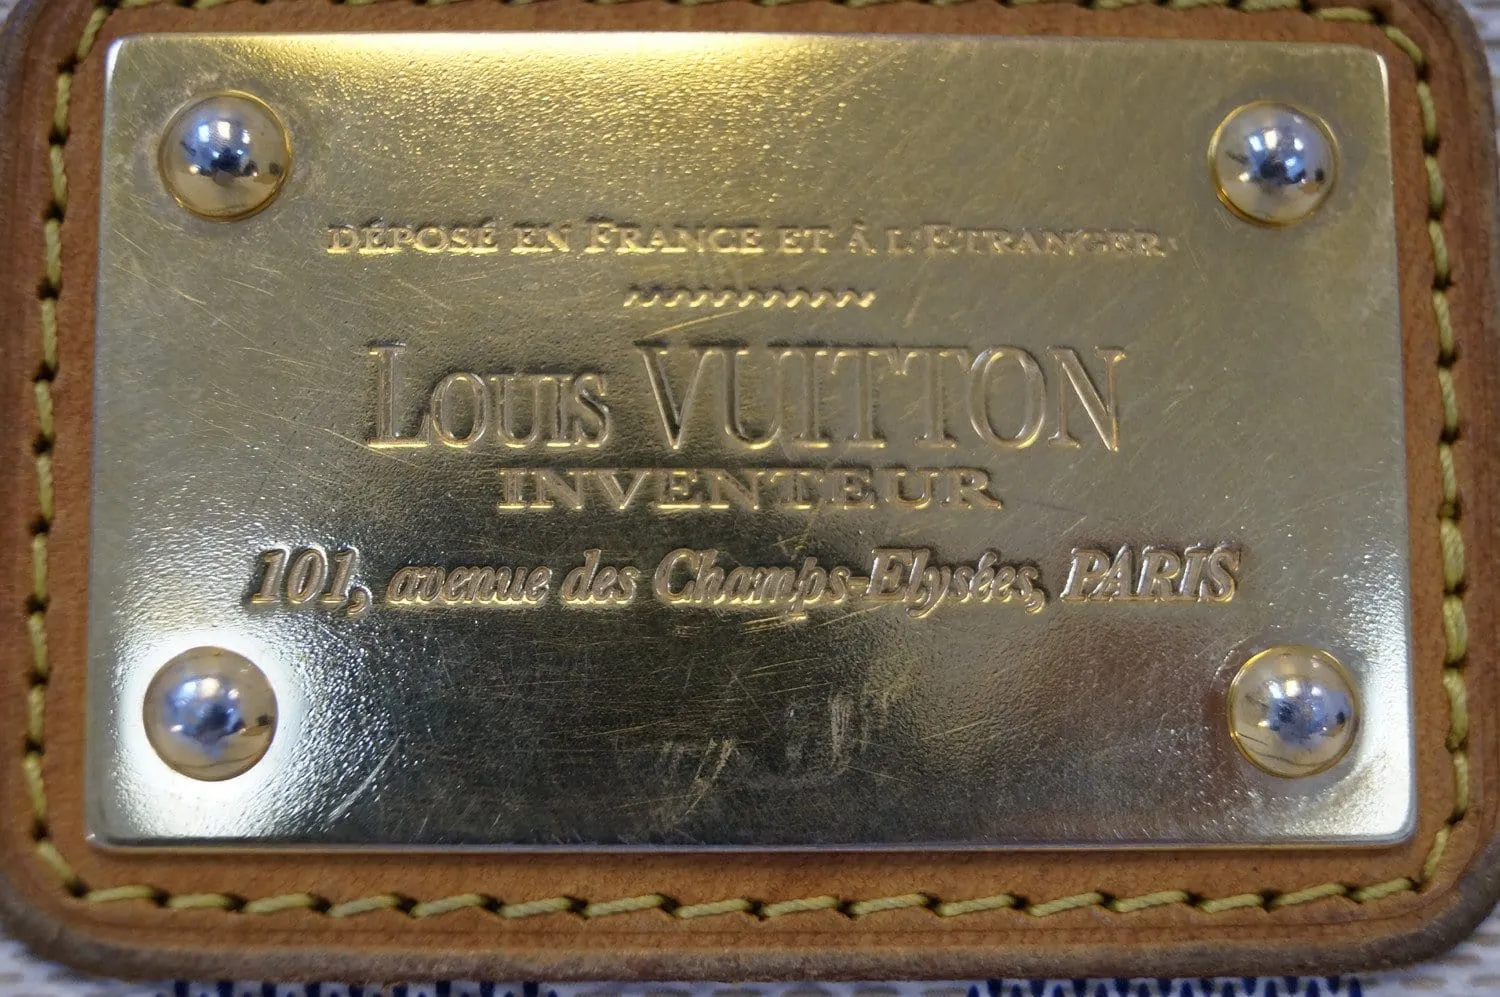 DÉPOSÉ EN FRANCE ET À L'ETRANGER
LOUIS VUITTON
INVENTEUR
101, avenue des Champs-Elysées, PARIS